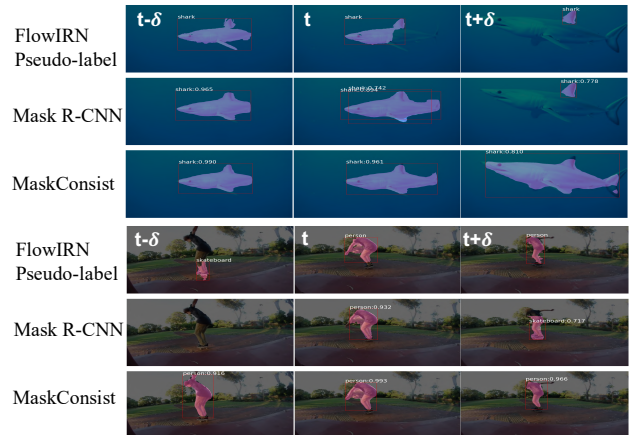 FlowIRN
Pseudo-label
t-δ
t
t+δ
shark
shark
shark
Mask R-CNN
shark:0.965
0.742
shark:0.778
MaskConsist
shark:0.990
shark:0.961
shark:0.810
FlowIRN
Pseudo-label
t-δ
t
t+δ
skateboard
person
person
Mask R-CNN
person:0.932
skateboard:0.717
MaskConsist
person:0.916
person:0.993
person:0.966